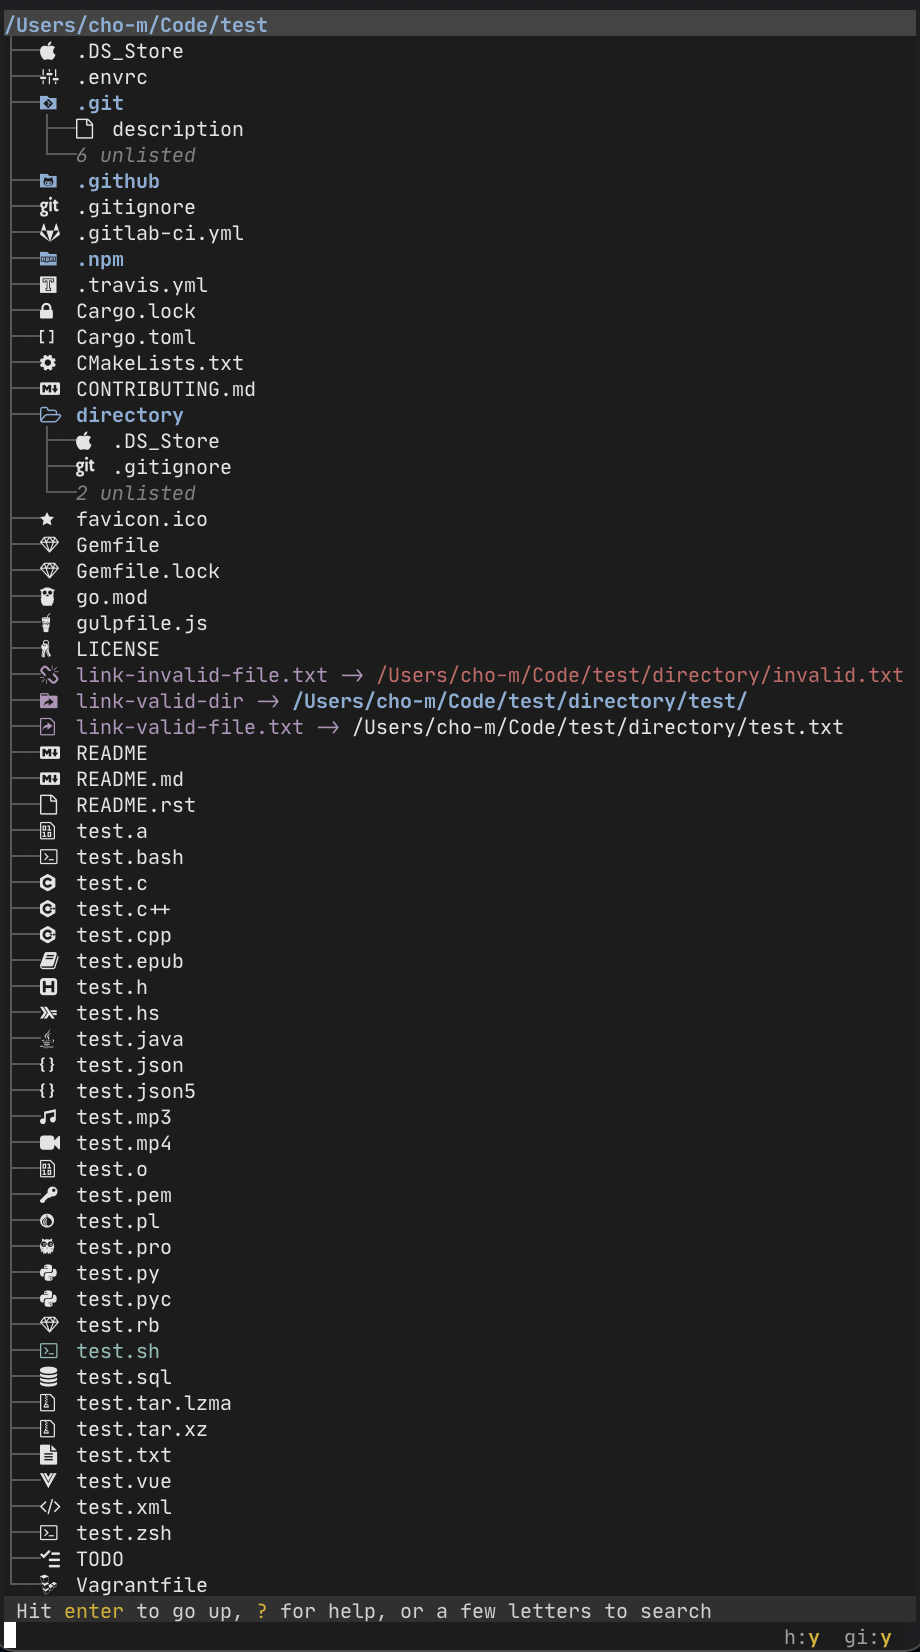 /Users/cho-m/Code/test
.DS_Store
.envrc
.git
description
6 unlisted
.github
git .gitignore
.gitlab-ci.yml
npm .npm
T .travis.yml
Cargo.lock
[] Cargo.toml
CMakeLists.txt
M CONTRIBUTING.md
directory
.DS_Store
git .gitignore
2 unlisted
favicon.ico
Gemfile
Gemfile.lock
go.mod
gulpfile.js
LICENSE
link-invalid-file.txt -> /Users/cho-m/Code/test/directory/invalid.txt
link-valid-dir -> /Users/cho-m/Code/test/directory/test/
link-valid-file.txt -> /Users/cho-m/Code/test/directory/test.txt
M README
M README.md
README.rst
test.a
>_ test.bash
C test.c
C test.c++
C test.cpp
test.epub
H test.h
test.hs
test.java
{} test.json
{} test.json5
test.mp3
test.mp4
test.o
test.pem
test.pl
test.pro
test.py
test.pyc
test.rb
>_ test.sh
test.sql
test.tar.lzma
test.tar.xz
test.txt
test.vue
</> test.xml
>_ test.zsh
TODO
Vagrantfile
Hit enter to go up, ? for help, or a few letters to search
h:y gi:y